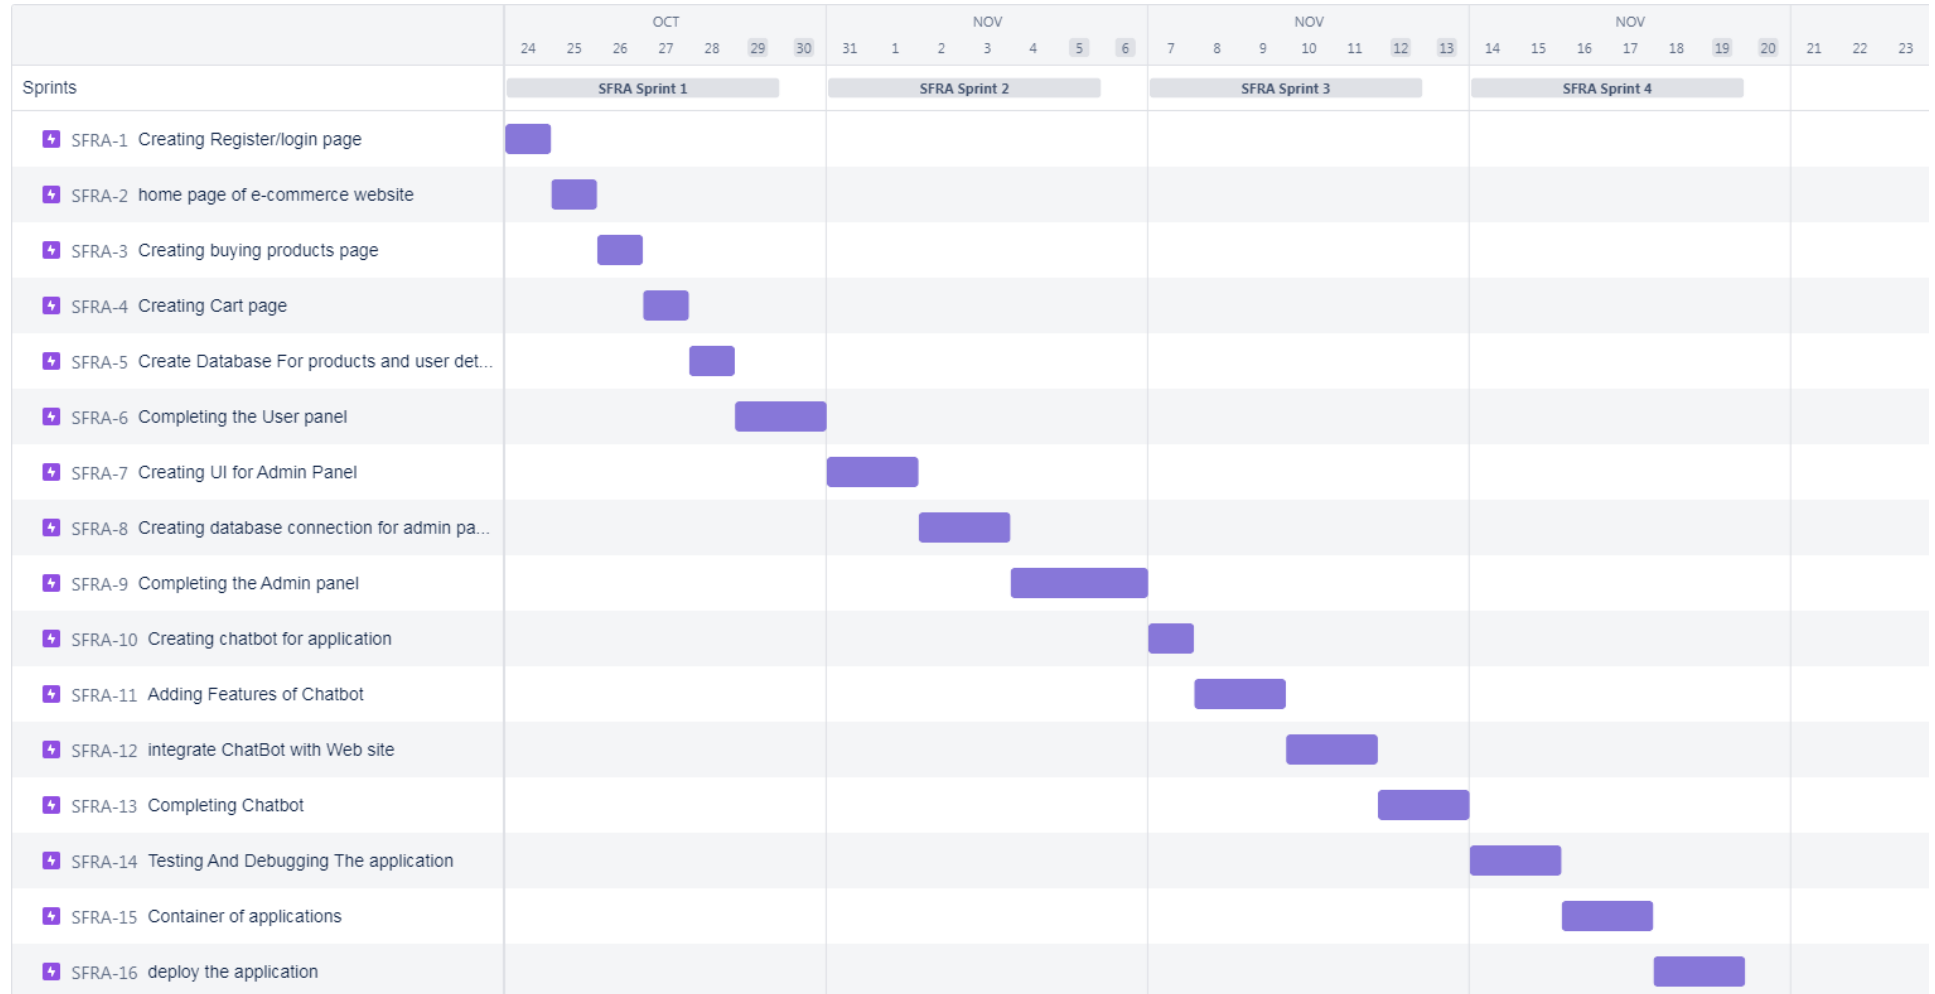 OCT NOV NOV NOV
24 25 26 27 28 29 30 31 1 2 3 4 5 6 7 8 9 10 11 12 13 14 15 16 17 18 19 20 21 22 23
Sprints SFRA Sprint 1 SFRA Sprint 2 SFRA Sprint 3 SFRA Sprint 4
SFRA-1 Creating Register/login page
SFRA-2 home page of e-commerce website
SFRA-3 Creating buying products page
SFRA-4 Creating Cart page
SFRA-5 Create Database For products and user det...
SFRA-6 Completing the User panel
SFRA-7 Creating UI for Admin Panel
SFRA-8 Creating database connection for admin pa...
SFRA-9 Completing the Admin panel
SFRA-10 Creating chatbot for application
SFRA-11 Adding Features of Chatbot
SFRA-12 integrate ChatBot with Web site
SFRA-13 Completing Chatbot
SFRA-14 Testing And Debugging The application
SFRA-15 Container of applications
SFRA-16 deploy the application